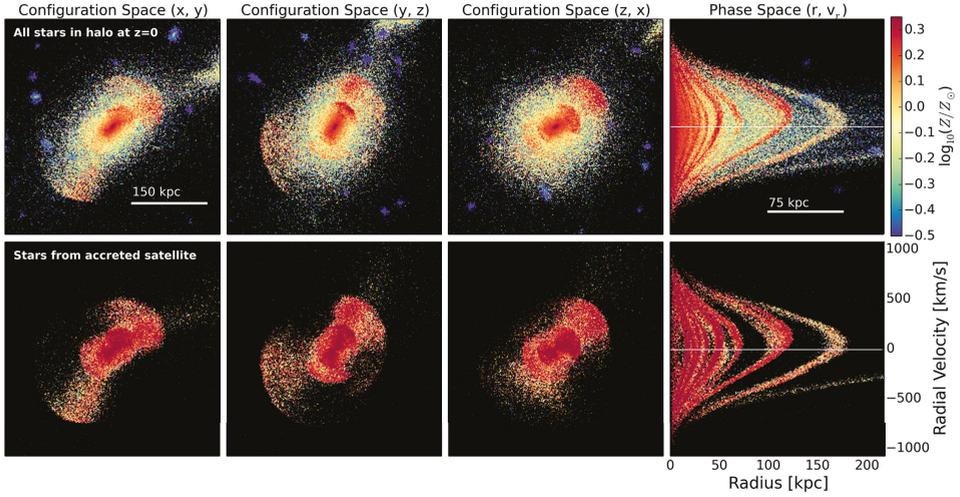 Configuration Space (x, y)
Configuration Space (y, z)
Configuration Space (z, x)
Phase Space (r, vᵣ)
All stars in halo at z=0
150 kpc
75 kpc
0.3
0.2
0.1
0.0
−0.1
−0.2
−0.3
−0.4
−0.5
log₁₀(Z/Z☉)
Stars from accreted satellite
1000
500
0
−500
−1000
Radial Velocity [km/s]
0 50 100 150 200
Radius [kpc]